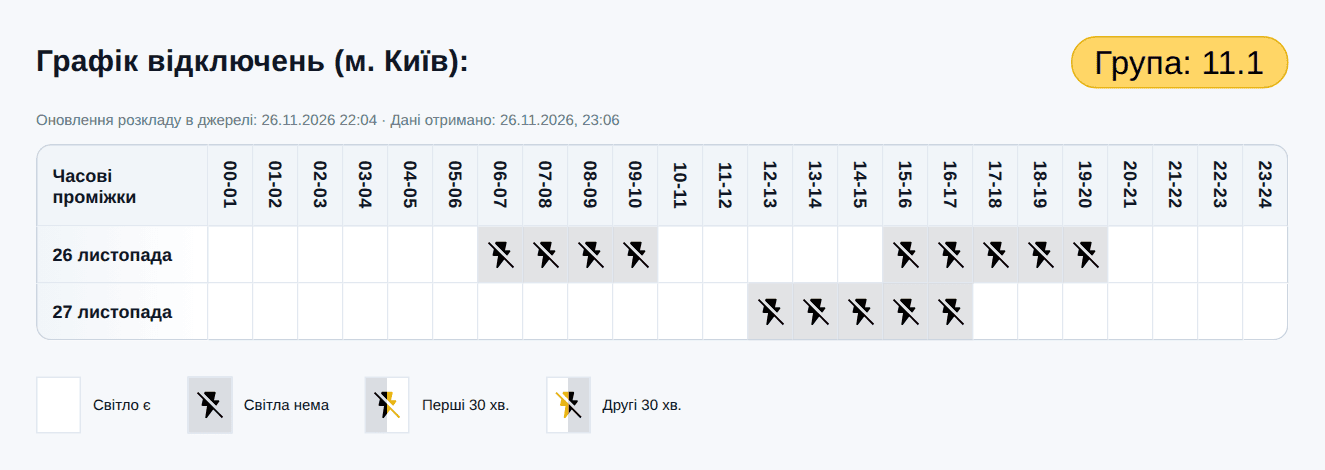 Графік відключень (м. Київ):
Група: 11.1
Оновлення розкладу в джерелі: 26.11.2026 22:04 · Дані отримано: 26.11.2026, 23:06
Часові
проміжки
00-01
01-02
02-03
03-04
04-05
05-06
06-07
07-08
08-09
09-10
10-11
11-12
12-13
13-14
14-15
15-16
16-17
17-18
18-19
19-20
20-21
21-22
22-23
23-24
26 листопада
27 листопада
Світло є
Світла нема
Перші 30 хв.
Другі 30 хв.